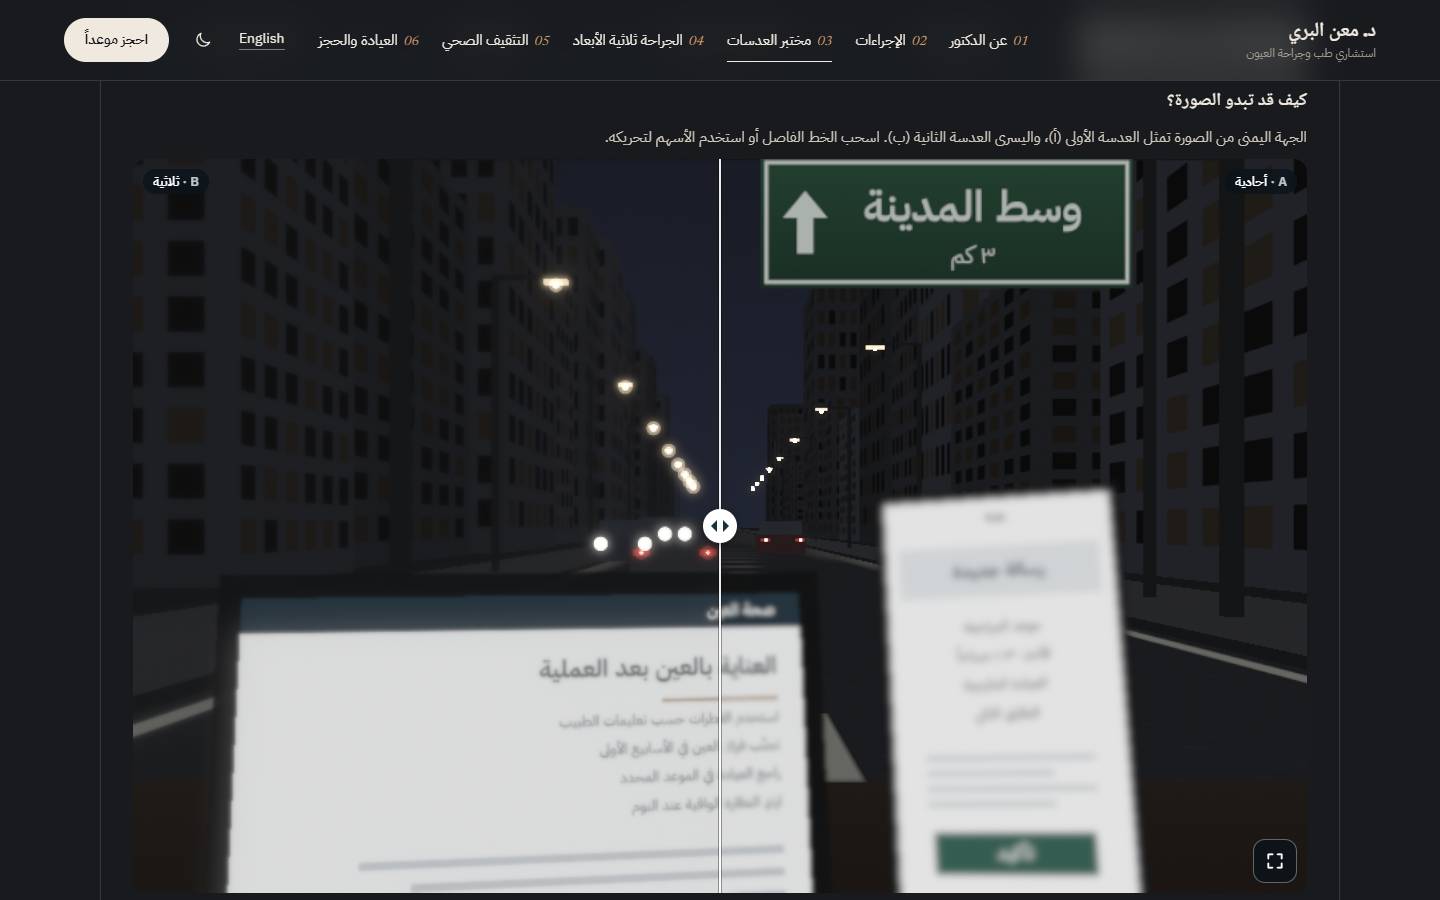 د. معن البري
استشاري طب وجراحة العيون
01 عن الدكتور
02 الإجراءات
03 مختبر العدسات
04 الجراحة ثلاثية الأبعاد
05 التثقيف الصحي
06 العيادة والحجز
English
احجز موعداً
كيف قد تبدو الصورة؟
الجهة اليمنى من الصورة تمثل العدسة الأولى (أ)، واليسرى العدسة الثانية (ب). اسحب الخط الفاصل أو استخدم الأسهم لتحريكه.
A · أحادية
B · ثلاثية
وسط المدينة
٣ كم
صحة العين
العناية بالعين بعد العملية
استخدم القطرات حسب تعليمات الطبيب
تجنّب فرك العين في الأسابيع الأولى
راجع العيادة في الموعد المحدد
ارتدِ النظارة الواقية عند النوم
رسالة جديدة
تأكيد